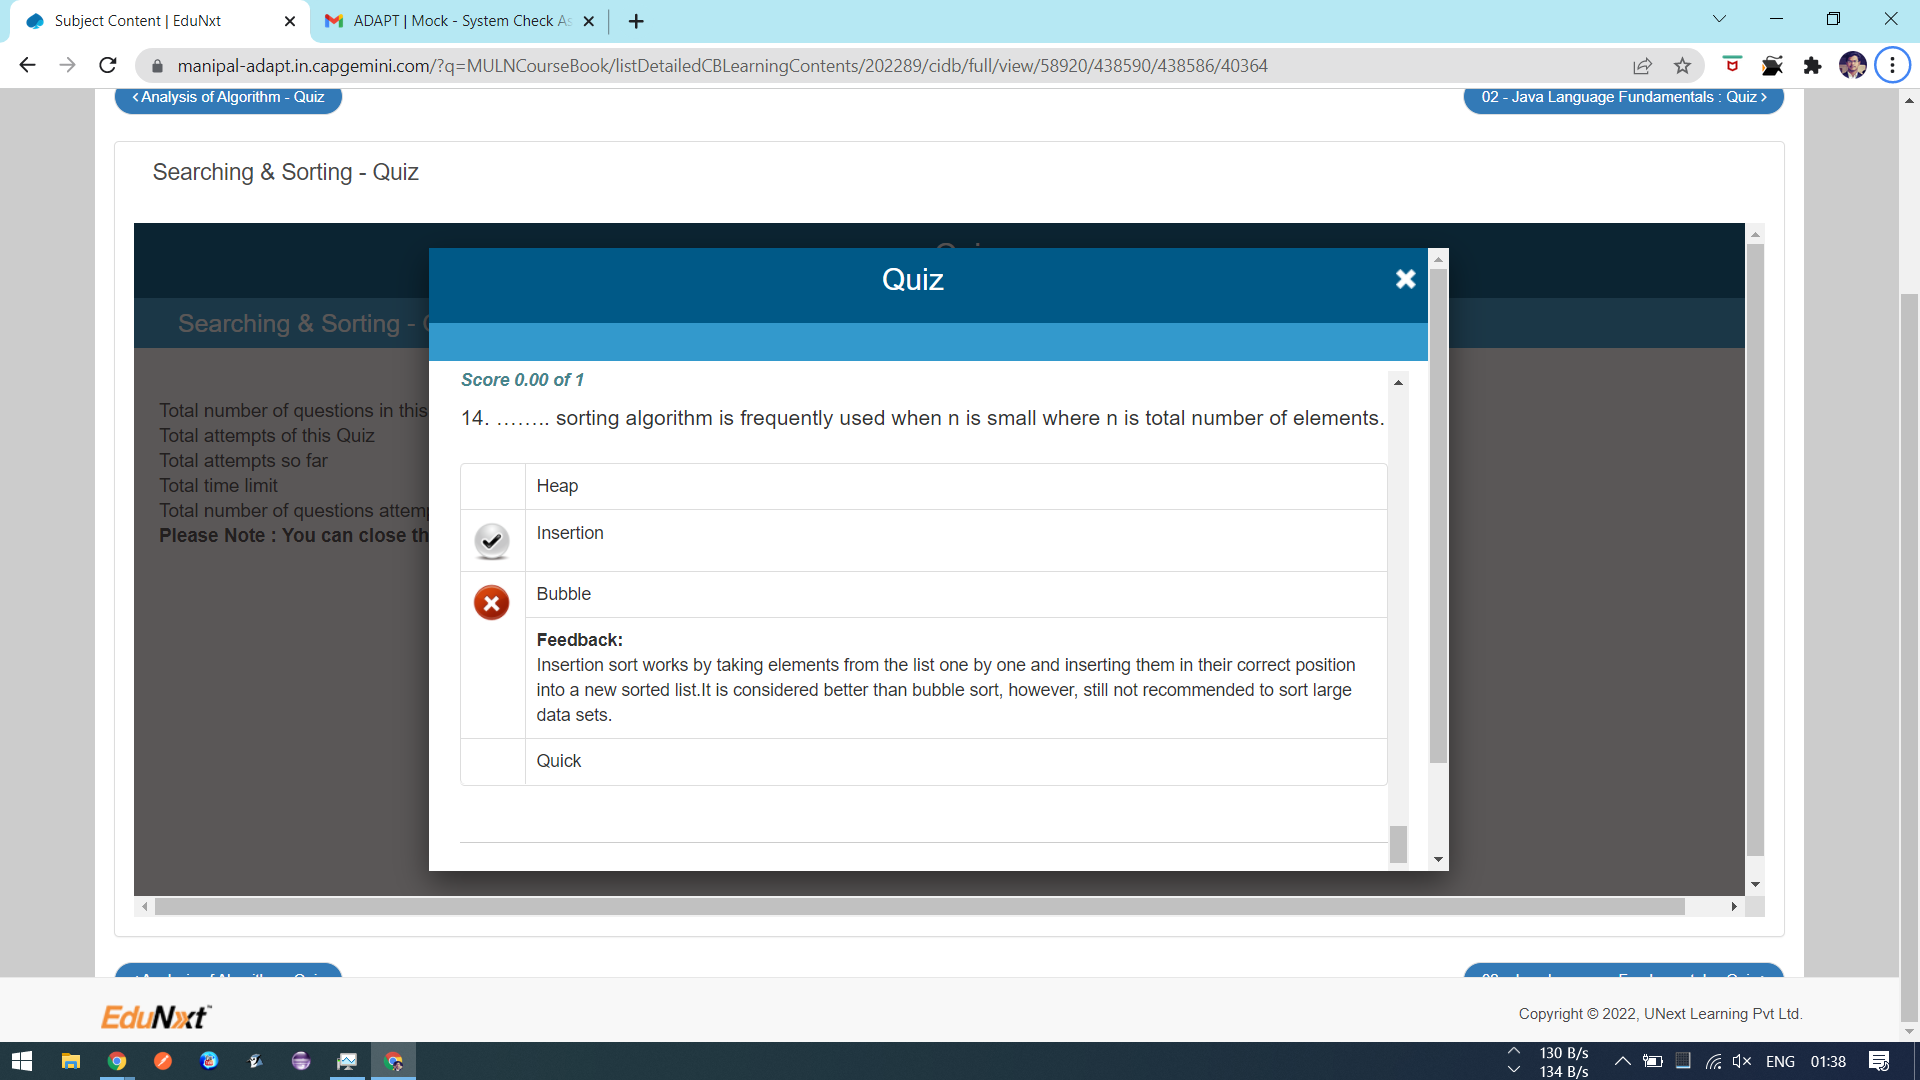 Subject Content | EduNxt
ADAPT | Mock - System Check As
manipal-adapt.in.capgemini.com/?q=MULNCourseBook/listDetailedCBLearningContents/202289/cidb/full/view/58920/438590/438586/40364
Analysis of Algorithm - Quiz
02 - Java Language Fundamentals : Quiz
Searching & Sorting - Quiz
Quiz
Searching & Sorting -
Score 0.00 of 1
14. …….. sorting algorithm is frequently used when n is small where n is total number of elements.
Total number of questions in this
Total attempts of this Quiz
Total attempts so far
Total time limit
Total number of questions attemp
Please Note : You can close th
Heap
Insertion
Bubble
Feedback:
Insertion sort works by taking elements from the list one by one and inserting them in their correct position
into a new sorted list.It is considered better than bubble sort, however, still not recommended to sort large
data sets.
Quick
EduNxt
Copyright © 2022, UNext Learning Pvt Ltd.
130 B/s
134 B/s
ENG
01:38